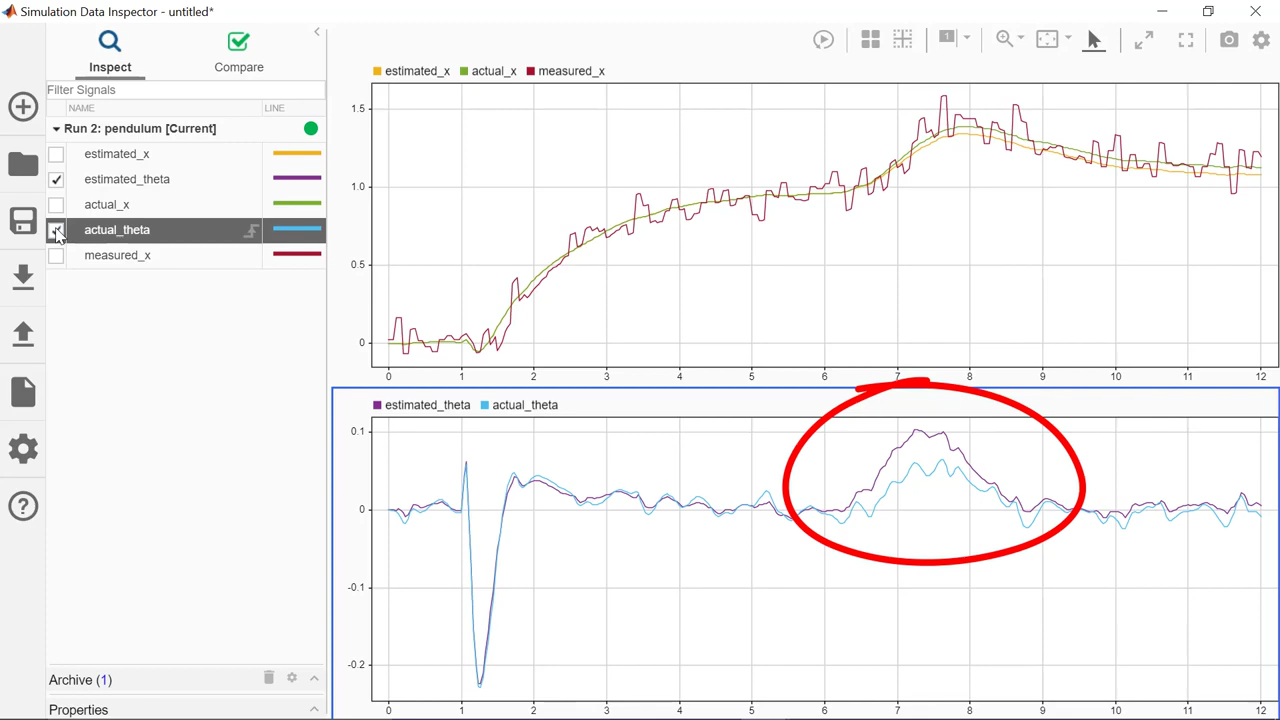 Simulation Data Inspector - untitled*
Inspect
Compare
Filter Signals
NAME
LINE
Run 2: pendulum [Current]
estimated_x
estimated_theta
actual_x
actual_theta
measured_x
Archive (1)
Properties
1
estimated_x actual_x measured_x
1.5
1.0
0.5
0
0 1 2 3 4 5 6 7 8 9 10 11 12
estimated_theta actual_theta
0.1
0
-0.1
-0.2
0 1 2 3 4 5 6 7 8 9 10 11 12